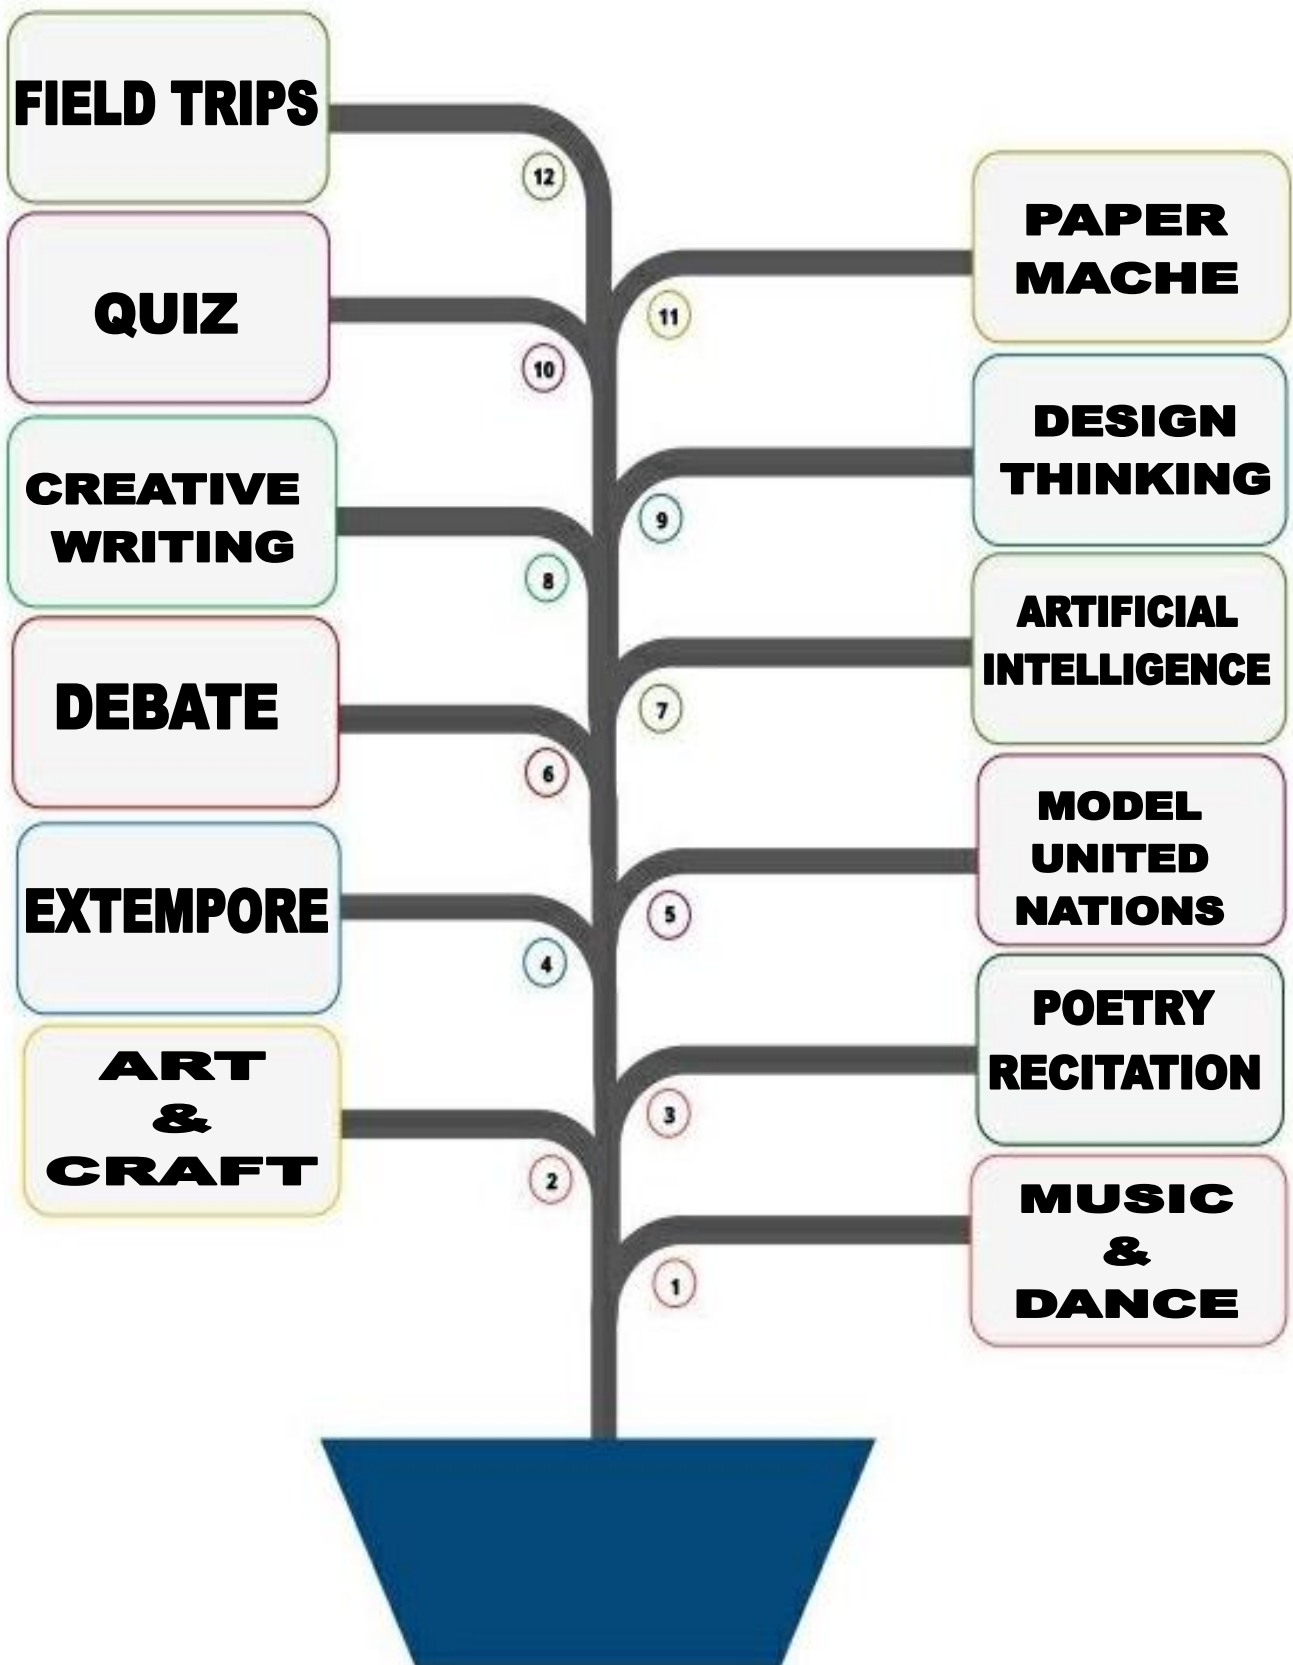 FIELD TRIPS
12
PAPER
MACHE
11
QUIZ
10
DESIGN
THINKING
9
CREATIVE
WRITING
8
ARTIFICIAL
INTELLIGENCE
7
DEBATE
6
MODEL
UNITED
NATIONS
5
EXTEMPORE
4
POETRY
RECITATION
3
ART
&
CRAFT
2
MUSIC
&
DANCE
1